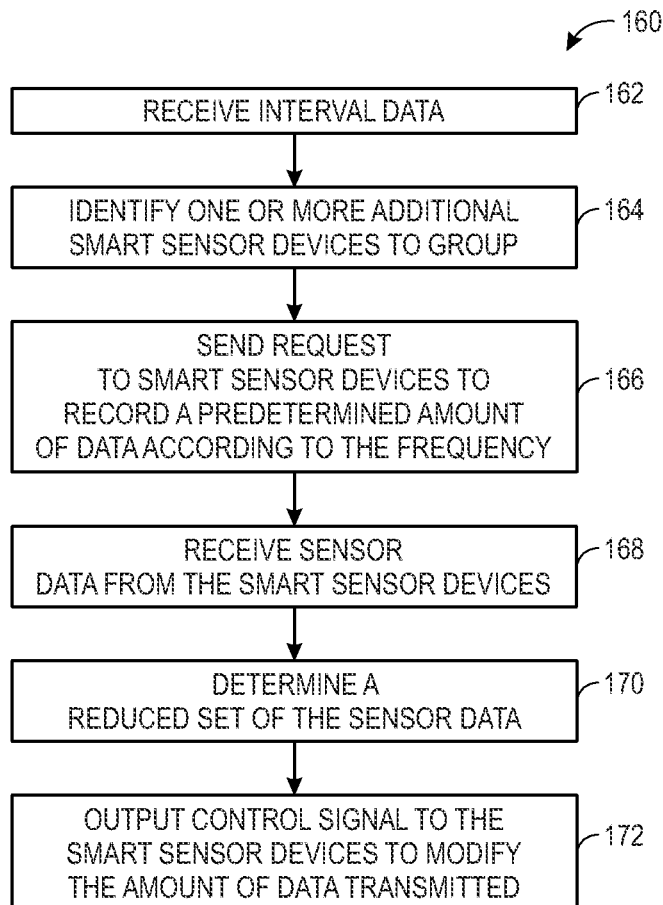 160
RECEIVE INTERVAL DATA
162
IDENTIFY ONE OR MORE ADDITIONAL
SMART SENSOR DEVICES TO GROUP
164
SEND REQUEST
TO SMART SENSOR DEVICES TO
RECORD A PREDETERMINED AMOUNT
OF DATA ACCORDING TO THE FREQUENCY
166
RECEIVE SENSOR
DATA FROM THE SMART SENSOR DEVICES
168
DETERMINE A
REDUCED SET OF THE SENSOR DATA
170
OUTPUT CONTROL SIGNAL TO THE
SMART SENSOR DEVICES TO MODIFY
THE AMOUNT OF DATA TRANSMITTED
172